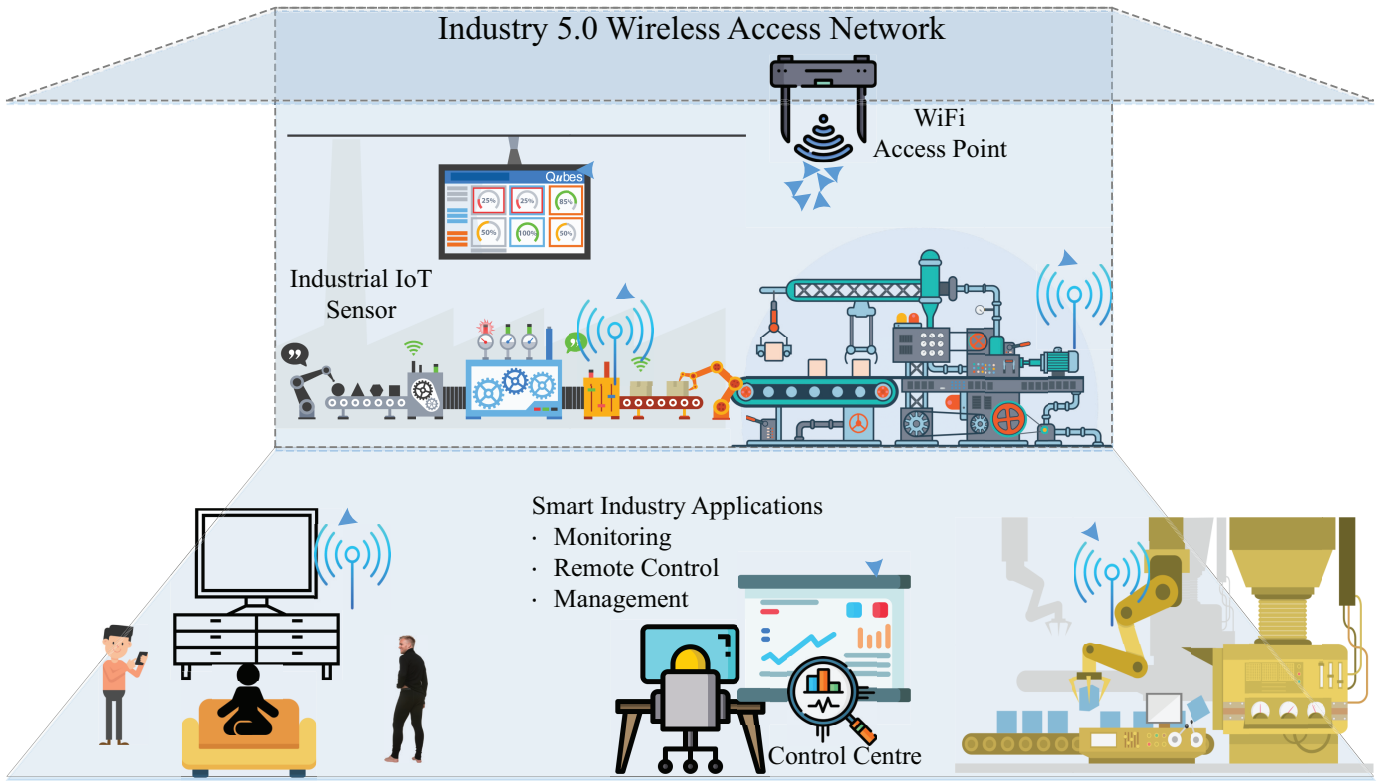 Industry 5.0 Wireless Access Network
WiFi
Access Point
Qubes
25%
25%
85%
50%
100%
50%
Industrial IoT
Sensor
Smart Industry Applications
· Monitoring
· Remote Control
· Management
Control Centre